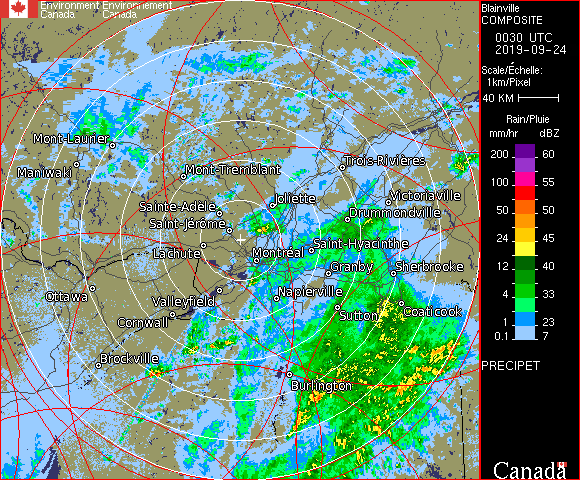 Environment Environnement
Canada Canada
Mont-Laurier
Maniwaki
Mont-Tremblant
Trois-Rivières
Joliette
Victoriaville
Sainte-Adele
Drummondville
Saint-Jérôme
Saint-Hyacinthe
Lachute
Montréal
Granby
Sherbrooke
Ottawa
Valleyfield
Napierville
Coaticook
Cornwall
Sutton
Brockville
Burlington
Blainville
COMPOSITE
0030 UTC
2019-09-24
Scale/Échelle:
1km/Pixel
40 KM
Rain/Pluie
mm/hr dBZ
200 60
100 55
50 50
24 45
12 40
4 33
1 23
0.1 7
PRECIPET
Canada